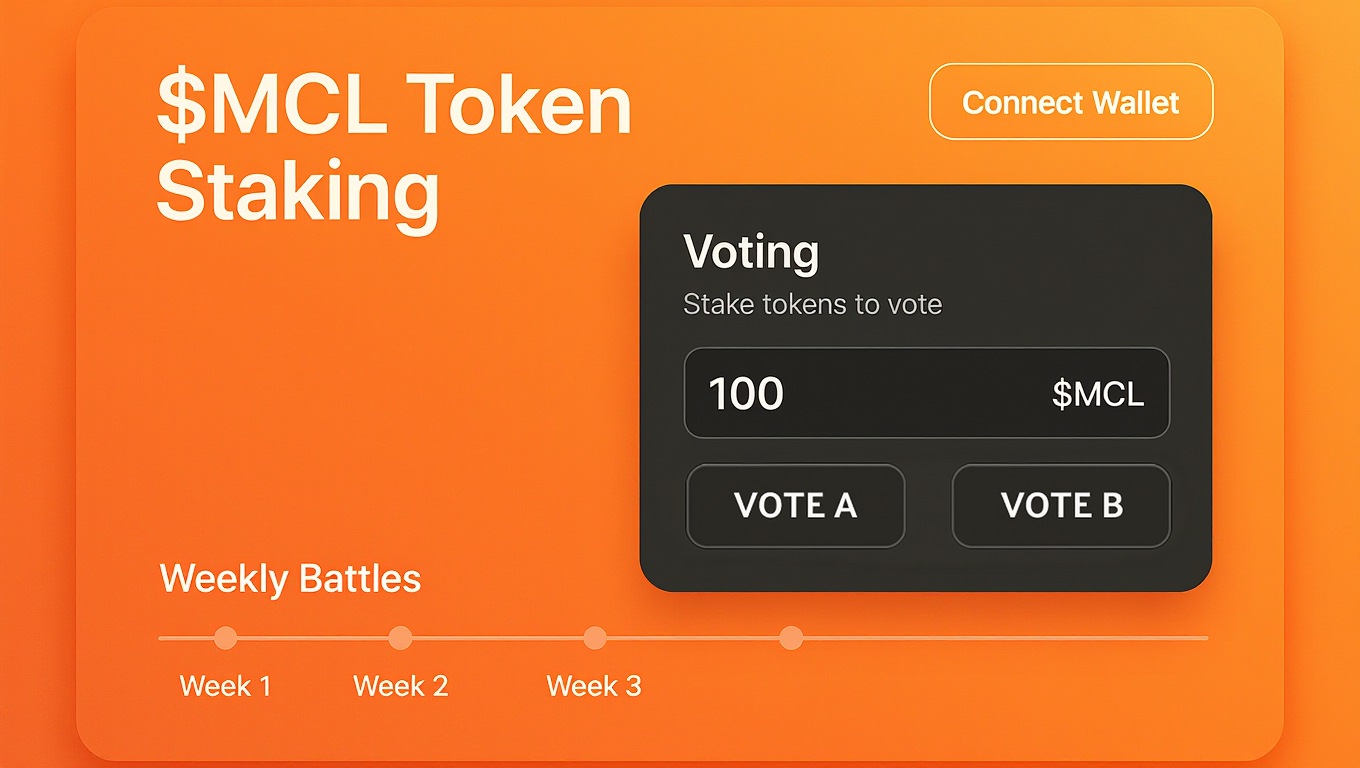 $MCL Token
Staking
Connect Wallet
Voting
Stake tokens to vote
100 $MCL
VOTE A VOTE B
Weekly Battles
Week 1 Week 2 Week 3